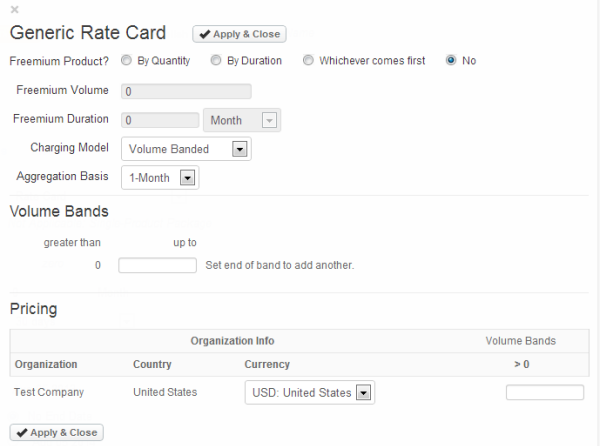 Generic Rate Card Apply & Close
Freemium Product? By Quantity By Duration Whichever comes first No
Freemium Volume 0
Freemium Duration 0 Month
Charging Model Volume Banded
Aggregation Basis 1-Month
Volume Bands
greater than up to
0 Set end of band to add another.
Pricing
Organization Info Volume Bands
Organization Country Currency > 0
Test Company United States USD: United States
Apply & Close